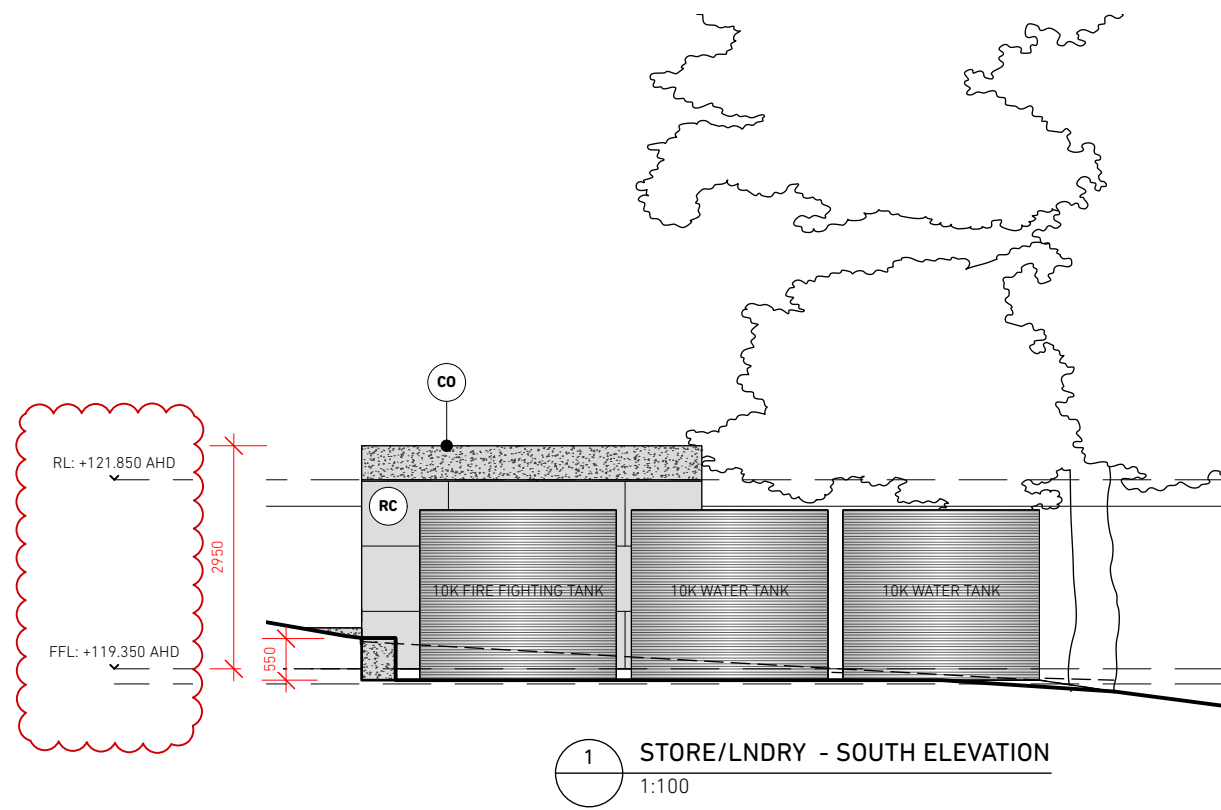 CO
RL: +121.850 AHD
RC
2950
10K FIRE FIGHTING TANK
10K WATER TANK
10K WATER TANK
FFL: +119.350 AHD
550
1
STORE/LNDRY - SOUTH ELEVATION
1:100